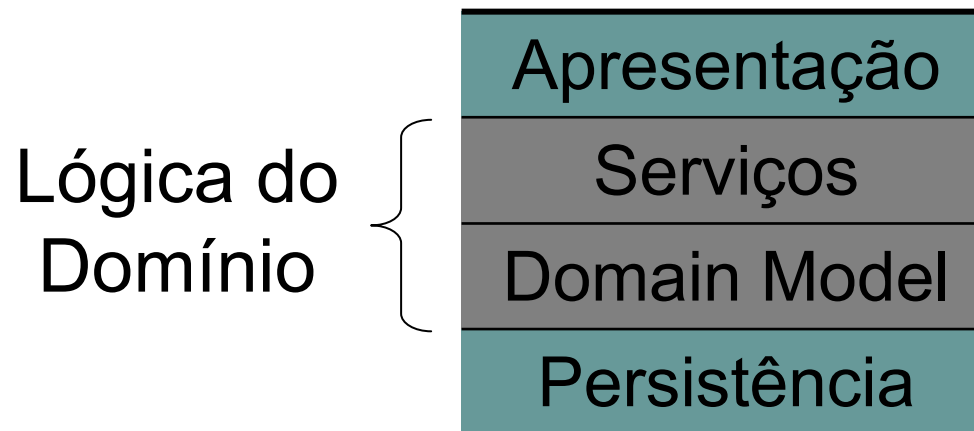 Lógica do
Domínio
Apresentação
Serviços
Domain Model
Persistência